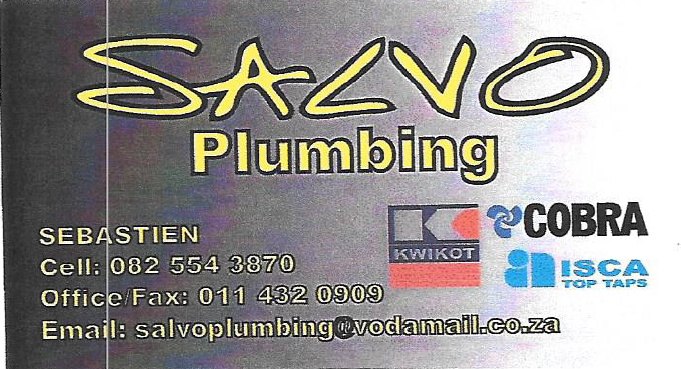 SALVO
Plumbing
KWIKOT
COBRA
ISCA
TOP TAPS
SEBASTIEN
Cell: 082 554 3870
Office/Fax: 011 432 0909
Email: salvoplumbing@vodamail.co.za